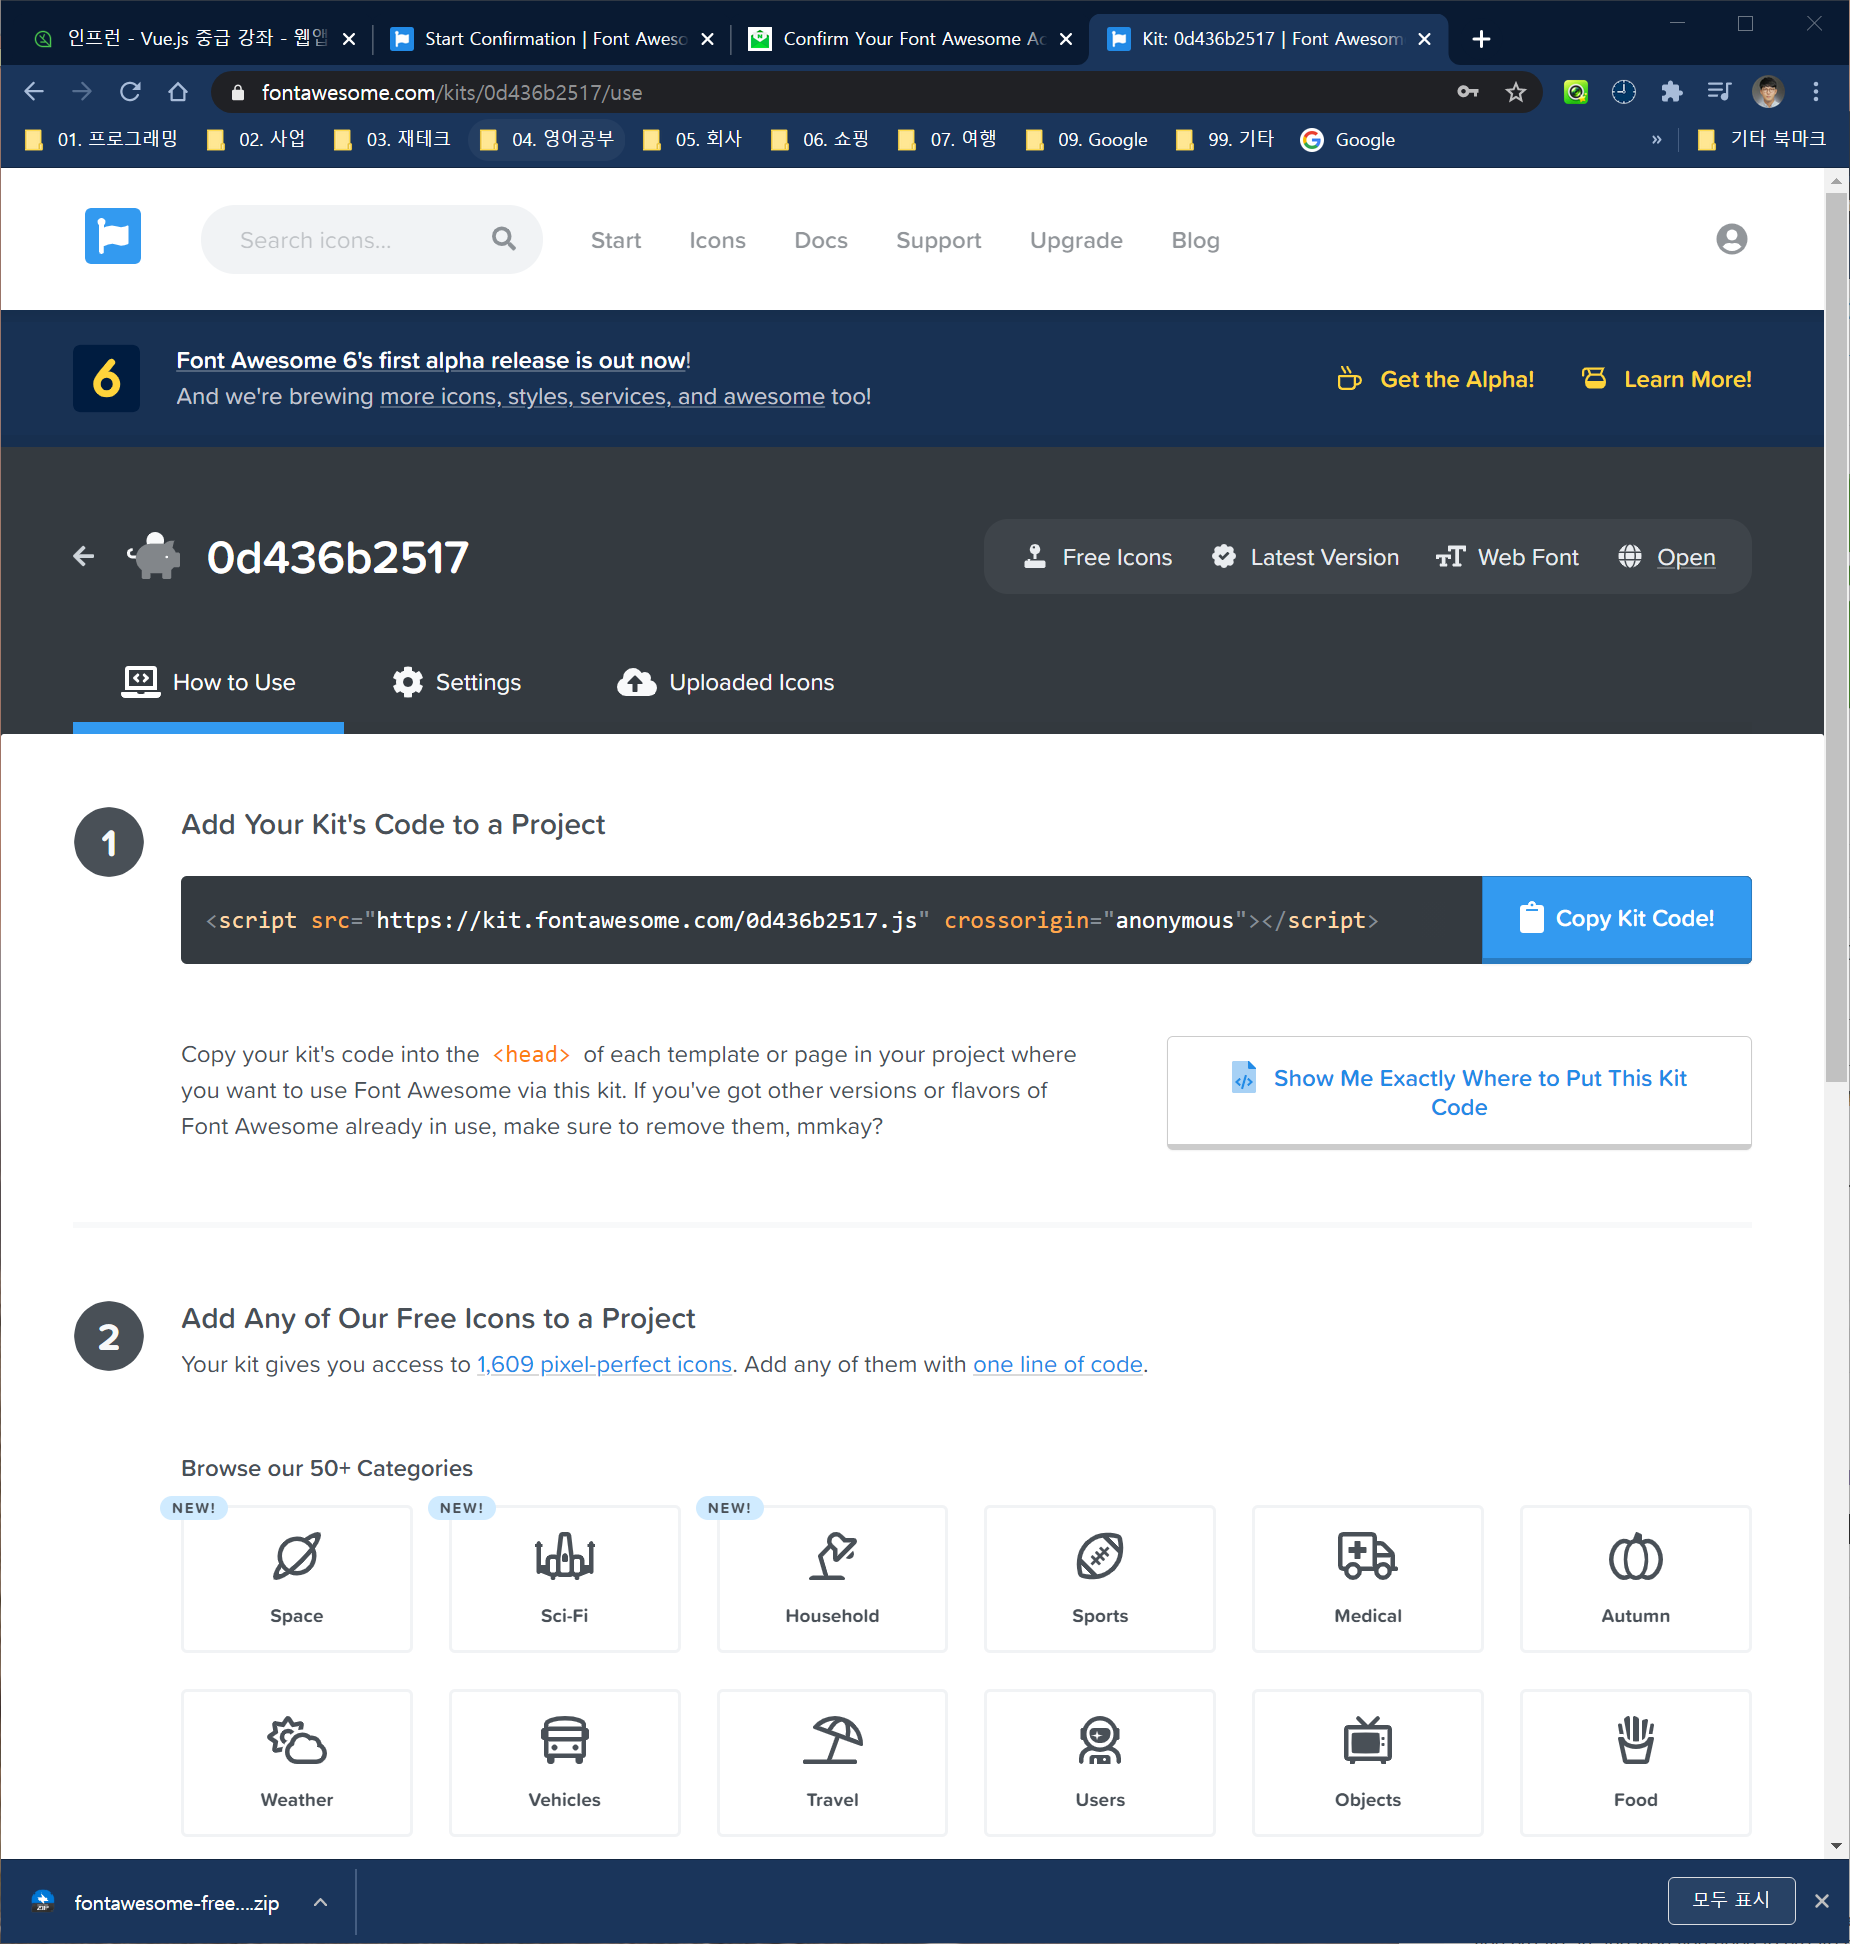 인프런 - Vue.js 중급 강좌 - 웹앱
Start Confirmation | Font Aweso
Confirm Your Font Awesome Ac
Kit: 0d436b2517 | Font Awesom
fontawesome.com/kits/0d436b2517/use
01. 프로그래밍
02. 사업
03. 재테크
04. 영어공부
05. 회사
06. 쇼핑
07. 여행
09. Google
99. 기타
Google
»
기타 북마크
Search icons...
Start
Icons
Docs
Support
Upgrade
Blog
6
Font Awesome 6's first alpha release is out now!
And we're brewing more icons, styles, services, and awesome too!
Get the Alpha!
Learn More!
0d436b2517
Free Icons
Latest Version
Web Font
Open
How to Use
Settings
Uploaded Icons
1
Add Your Kit's Code to a Project
<script src="https://kit.fontawesome.com/0d436b2517.js" crossorigin="anonymous"></script>
Copy Kit Code!
Copy your kit's code into the <head> of each template or page in your project where
you want to use Font Awesome via this kit. If you've got other versions or flavors of
Font Awesome already in use, make sure to remove them, mmkay?
Show Me Exactly Where to Put This Kit
Code
2
Add Any of Our Free Icons to a Project
Your kit gives you access to 1,609 pixel-perfect icons. Add any of them with one line of code.
Browse our 50+ Categories
NEW!
NEW!
NEW!
Space
Sci-Fi
Household
Sports
Medical
Autumn
Weather
Vehicles
Travel
Users
Objects
Food
fontawesome-free....zip
모두 표시